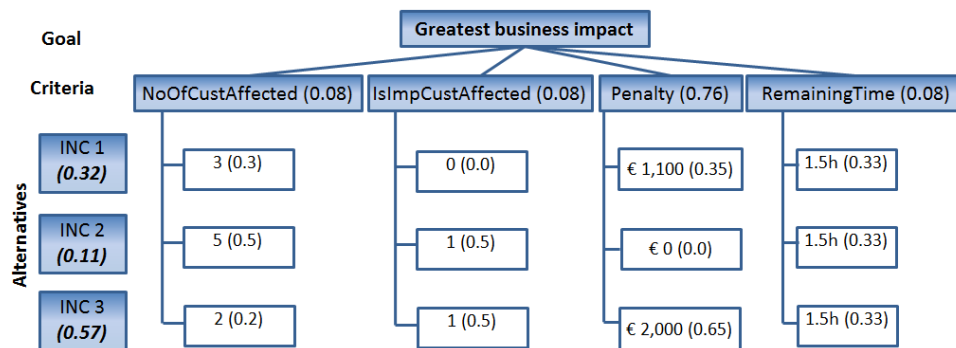 Goal
Greatest business impact
Criteria
NoOfCustAffected (0.08)
IsImpCustAffected (0.08)
Penalty (0.76)
RemainingTime (0.08)
Alternatives
INC 1
(0.32)
3 (0.3)
0 (0.0)
€ 1,100 (0.35)
1.5h (0.33)
INC 2
(0.11)
5 (0.5)
1 (0.5)
€ 0 (0.0)
1.5h (0.33)
INC 3
(0.57)
2 (0.2)
1 (0.5)
€ 2,000 (0.65)
1.5h (0.33)